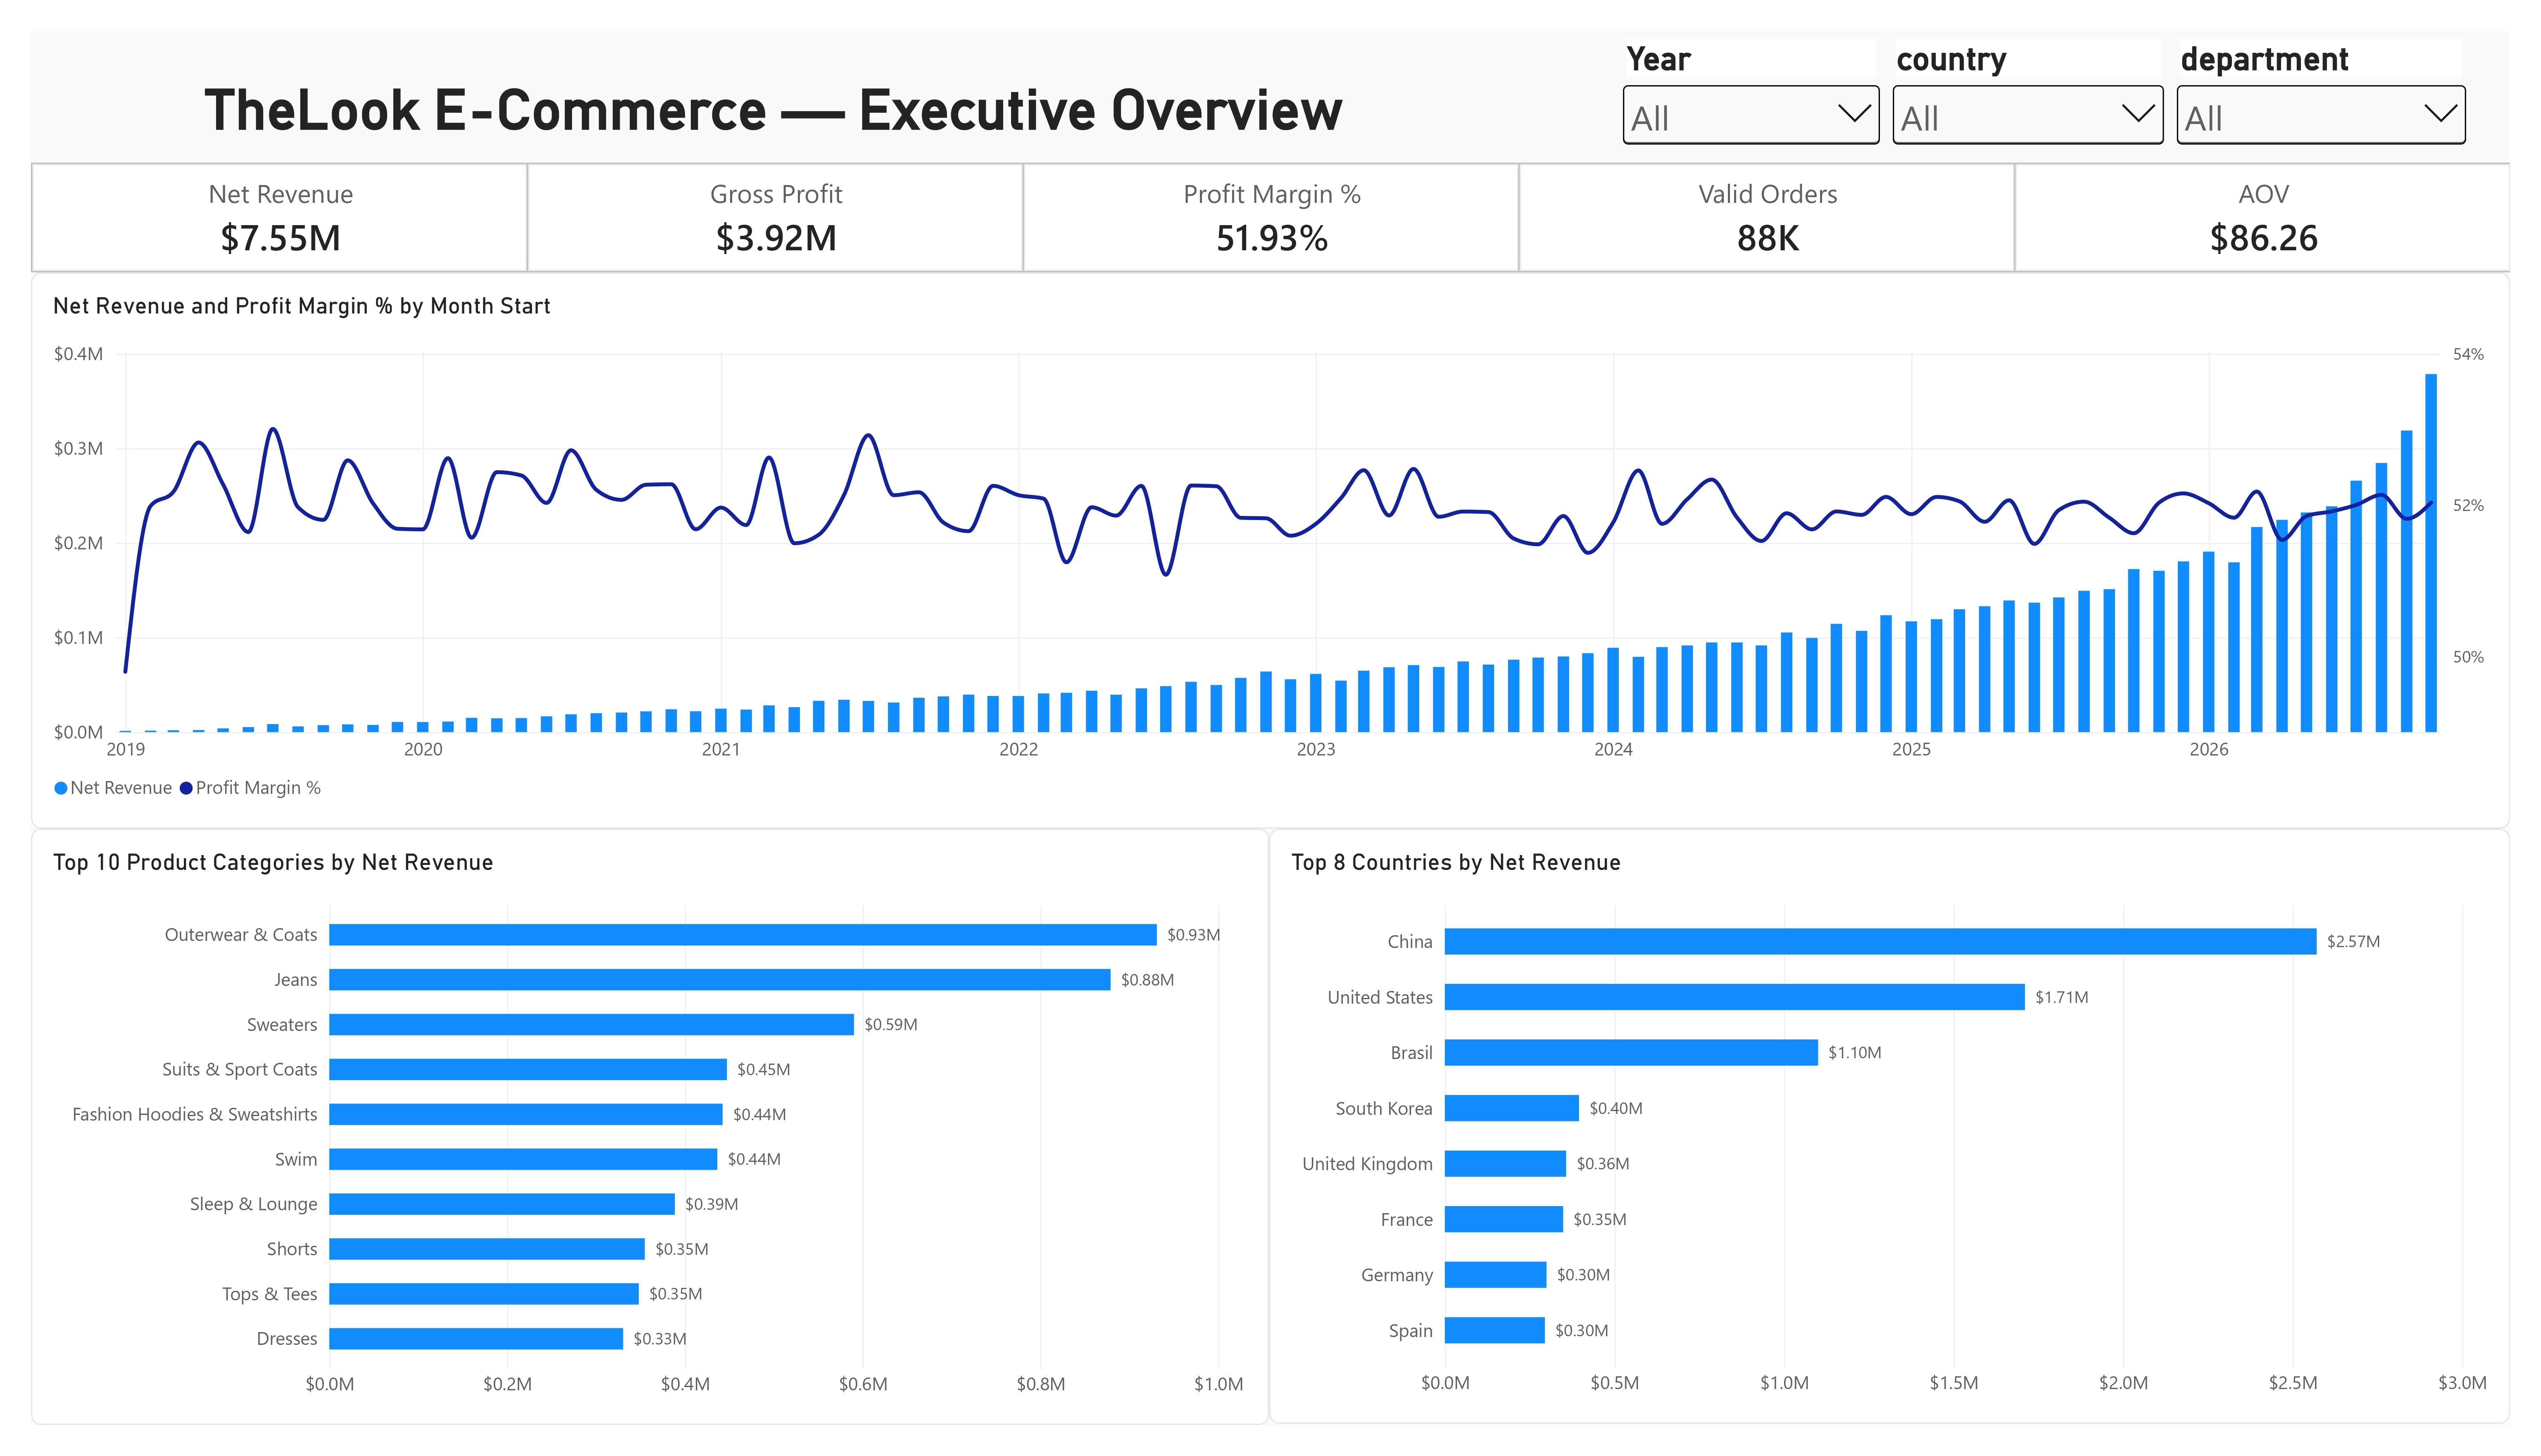 Year
country
department
TheLook E-Commerce — Executive Overview
All
All
All
Net Revenue
$7.55M
Gross Profit
$3.92M
Profit Margin %
51.93%
Valid Orders
88K
AOV
$86.26
Net Revenue and Profit Margin % by Month Start
$0.4M
$0.3M
$0.2M
$0.1M
$0.0M
54%
52%
50%
2019 2020 2021 2022 2023 2024 2025 2026
Net Revenue Profit Margin %
Top 10 Product Categories by Net Revenue
Outerwear & Coats $0.93M
Jeans $0.88M
Sweaters $0.59M
Suits & Sport Coats $0.45M
Fashion Hoodies & Sweatshirts $0.44M
Swim $0.44M
Sleep & Lounge $0.39M
Shorts $0.35M
Tops & Tees $0.35M
Dresses $0.33M
$0.0M $0.2M $0.4M $0.6M $0.8M $1.0M
Top 8 Countries by Net Revenue
China $2.57M
United States $1.71M
Brasil $1.10M
South Korea $0.40M
United Kingdom $0.36M
France $0.35M
Germany $0.30M
Spain $0.30M
$0.0M $0.5M $1.0M $1.5M $2.0M $2.5M $3.0M